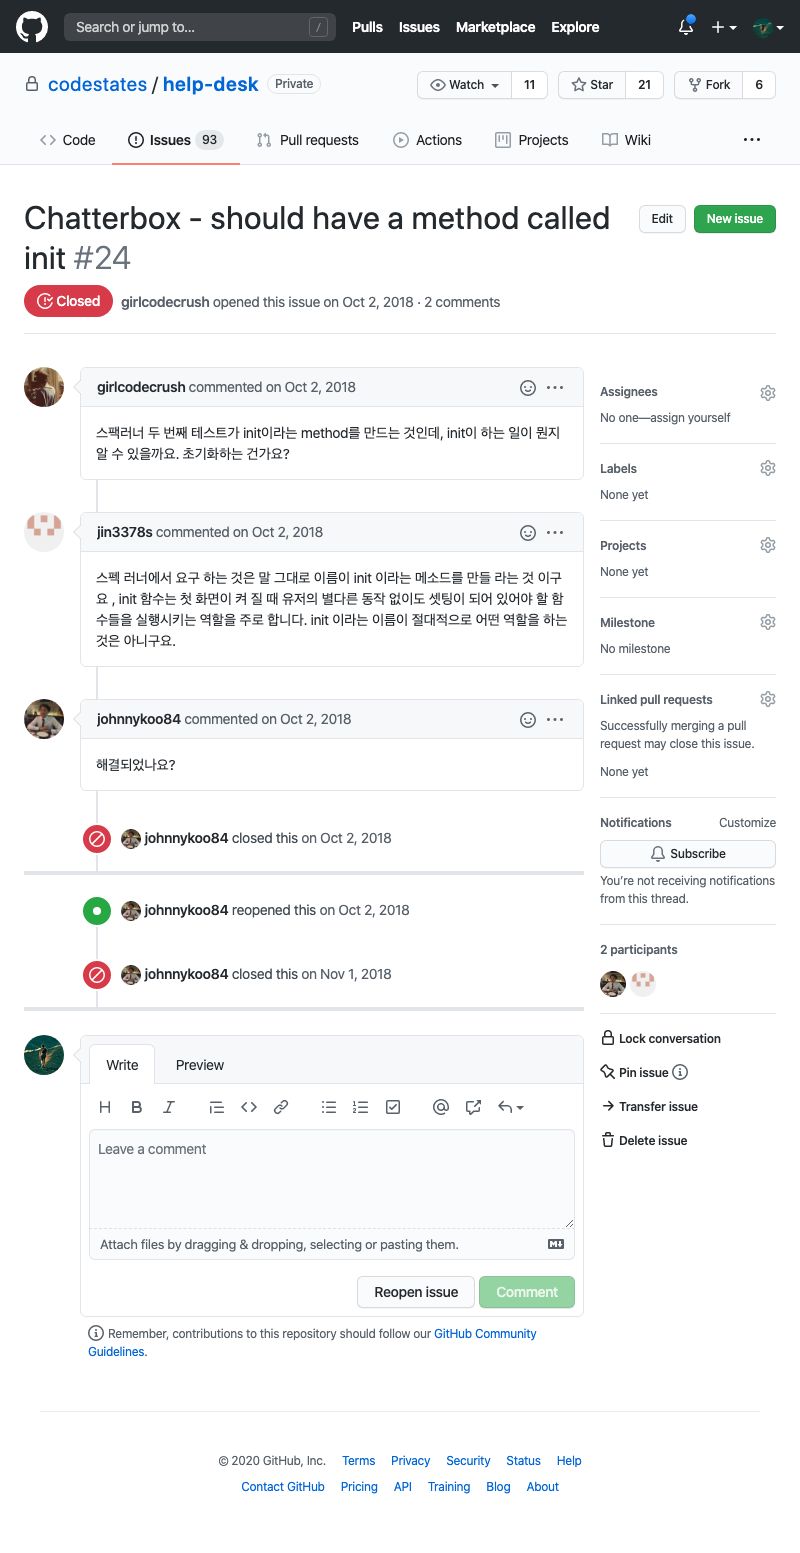 Search or jump to...
/
Pulls
Issues
Marketplace
Explore
codestates / help-desk
Private
Watch
11
Star
21
Fork
6
Code
Issues 93
Pull requests
Actions
Projects
Wiki
Chatterbox - should have a method called
init #24
Edit
New issue
Closed
girlcodecrush opened this issue on Oct 2, 2018 · 2 comments
girlcodecrush commented on Oct 2, 2018
스팩러너 두 번째 테스트가 init이라는 method를 만드는 것인데, init이 하는 일이 뭔지
알 수 있을까요. 초기화하는 건가요?
jin3378s commented on Oct 2, 2018
스펙 러너에서 요구 하는 것은 말 그대로 이름이 init 이라는 메소드를 만들 라는 것 이구
요 , init 함수는 첫 화면이 켜 질 때 유저의 별다른 동작 없이도 셋팅이 되어 있어야 할 함
수들을 실행시키는 역할을 주로 합니다. init 이라는 이름이 절대적으로 어떤 역할을 하는
것은 아니구요.
johnnykoo84 commented on Oct 2, 2018
해결되었나요?
johnnykoo84 closed this on Oct 2, 2018
johnnykoo84 reopened this on Oct 2, 2018
johnnykoo84 closed this on Nov 1, 2018
Assignees
No one—assign yourself
Labels
None yet
Projects
None yet
Milestone
No milestone
Linked pull requests
Successfully merging a pull
request may close this issue.
None yet
Notifications
Customize
Subscribe
You're not receiving notifications
from this thread.
2 participants
Lock conversation
Pin issue
Transfer issue
Delete issue
Write
Preview
Leave a comment
Attach files by dragging & dropping, selecting or pasting them.
Reopen issue
Comment
Remember, contributions to this repository should follow our GitHub Community
Guidelines.
© 2020 GitHub, Inc.
Terms
Privacy
Security
Status
Help
Contact GitHub
Pricing
API
Training
Blog
About